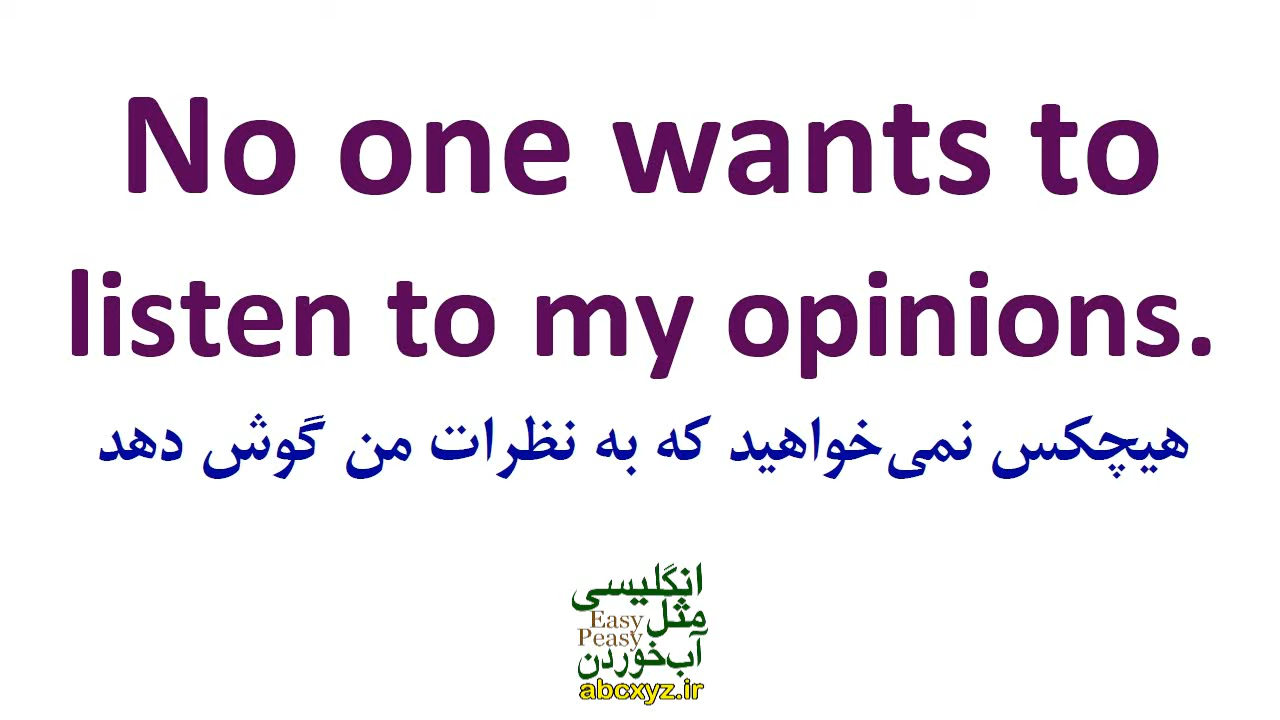 No one wants to
listen to my opinions.
هیچکس نمی‌خواهید که به نظرات من گوش دهد
انگلیسی
مثل
Easy
Peasy
آب‌خوردن
abcxyz.ir